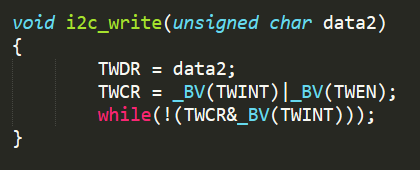 void i2c_write(unsigned char data2)
{
        TWDR = data2;
        TWCR = _BV(TWINT)|_BV(TWEN);
        while(!(TWCR&_BV(TWINT)));
}